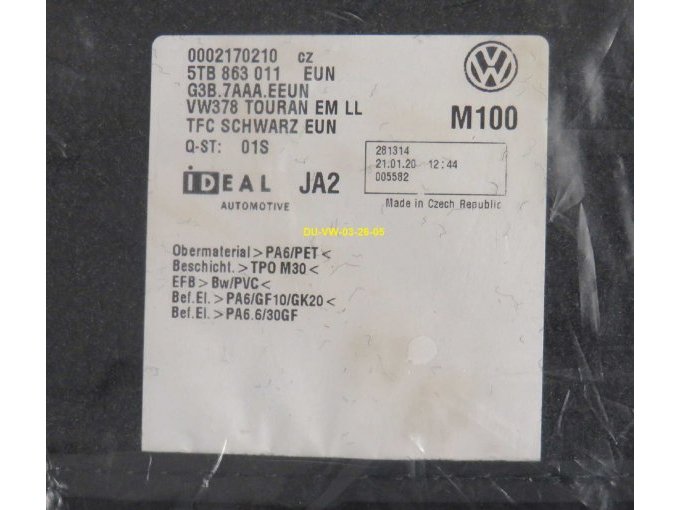 0002170210 cz
5TB 863 011 EUN
G3B.7AAA.EEUN
VW378 TOURAN EM LL
TFC SCHWARZ EUN
Q-ST: 01S
M100
281314
21.01.20 12:44
005582
iDEAL JA2
AUTOMOTIVE
Made in Czech Republic
DU-VW-03-26-05
Obermaterial>PA6/PET<
Beschicht.>TPO M30<
EFB>Bw/PVC<
Bef.El.>PA6/GF10/GK20<
Bef.El.>PA6.6/30GF